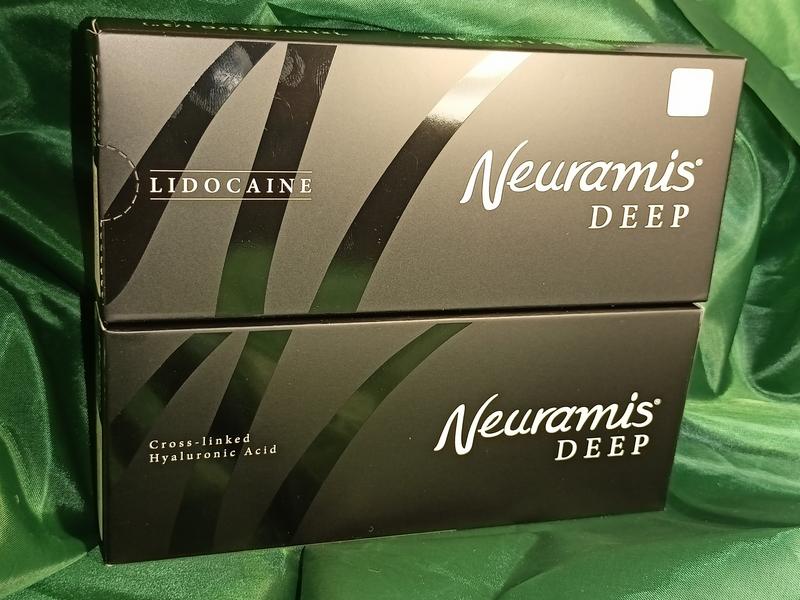 LIDOCAINE
Neuramis®
DEEP
Cross-linked
Hyaluronic Acid
Neuramis®
DEEP